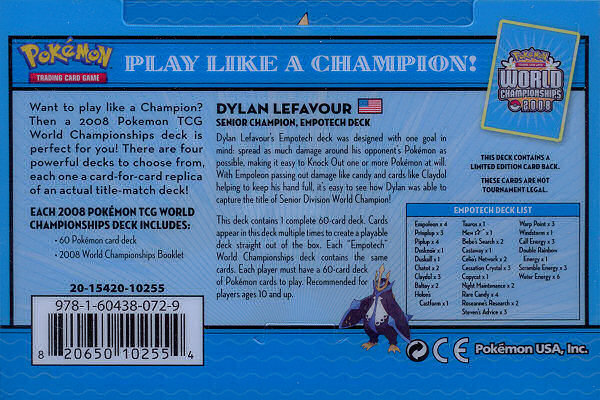 Pokémon
TRADING CARD GAME
PLAY LIKE A CHAMPION!
WORLD
CHAMPIONSHIPS
2008
Want to play like a Champion?
Then a 2008 Pokemon TCG
World Championships deck is
perfect for you! There are four
powerful decks to choose from,
each one a card-for-card replica
of an actual title-match deck!
EACH 2008 POKÉMON TCG WORLD
CHAMPIONSHIPS DECK INCLUDES:
• 60 Pokémon card deck
• 2008 World Championships Booklet
20-15420-10255
978-1-60438-072-9
8 20650 10255 4
DYLAN LEFAVOUR
SENIOR CHAMPION, EMPOTECH DECK
Dylan Lefavour's Empotech deck was designed with one goal in
mind: spread as much damage around his opponent's Pokémon as
possible, making it easy to Knock Out one or more Pokémon at will.
With Empoleon passing out damage like candy and cards like Claydol
helping to keep his hand full, it's easy to see how Dylan was able to
capture the title of Senior Division World Champion!
This deck contains 1 complete 60-card deck. Cards
appear in this deck multiple times to create a playable
deck straight out of the box. Each "Empotech"
World Championships deck contains the same
cards. Each player must have a 60-card deck
of Pokémon cards to play. Recommended for
players ages 10 and up.
THIS DECK CONTAINS A
LIMITED EDITION CARD BACK.
THESE CARDS ARE NOT
TOURNAMENT LEGAL.
EMPOTECH DECK LIST
Empoleon x 4
Prinplup x 3
Piplup x 4
Dusknoir x 1
Duskull x 1
Chatot x 2
Claydol x 3
Baltoy x 2
Holon's
Castform x 1
Tauros x 1
Mew ☆ x 1
Bebe's Search x 2
Castaway x 1
Celio's Network x 2
Cessation Crystal x 3
Copycat x 1
Night Maintenance x 2
Rare Candy x 4
Roseanne's Research x 2
Steven's Advice x 3
Warp Point x 3
Windstorm x 1
Call Energy x 3
Double Rainbow
Energy x 1
Scramble Energy x 3
Water Energy x 6
CE
Pokémon USA, Inc.